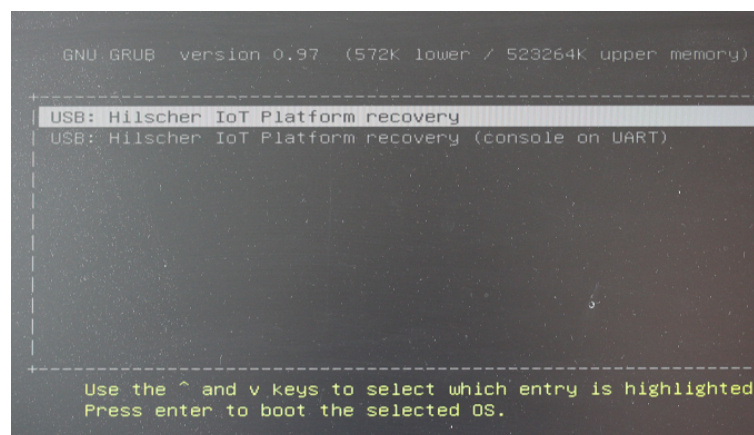 GNU GRUB version 0.97 (572K lower / 523264K upper memory)
USB: Hilscher IoT Platform recovery
USB: Hilscher IoT Platform recovery (console on UART)
Use the ^ and v keys to select which entry is highlighted
Press enter to boot the selected OS.